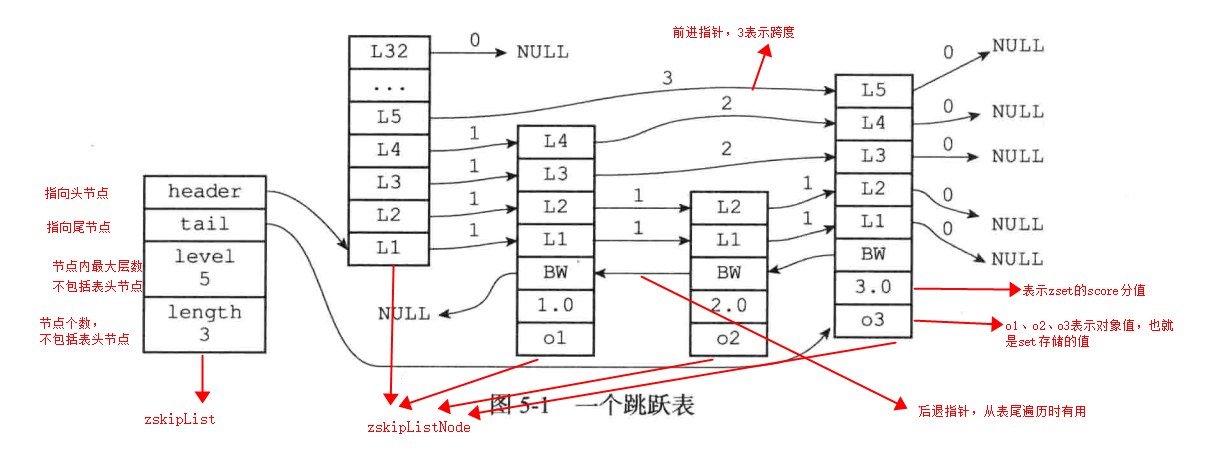 前进指针，3表示跨度
L32
0
NULL
...
L5
L4
L3
L2
L1
3
1
1
1
1
L4
L3
L2
L1
BW
1.0
o1
NULL
2
2
1
1
L2
L1
BW
2.0
o2
1
1
L5
L4
L3
L2
L1
BW
3.0
o3
0
NULL
0
NULL
0
NULL
0
NULL
0
NULL
指向头节点
header
指向尾节点
tail
节点内最大层数
不包括表头节点
level
5
节点个数，
不包括表头节点
length
3
表示zset的score分值
o1、o2、o3表示对象值，也就
是set存储的值
后退指针，从表尾遍历时有用
图 5-1 一个跳跃表
zskipList
zskipListNode